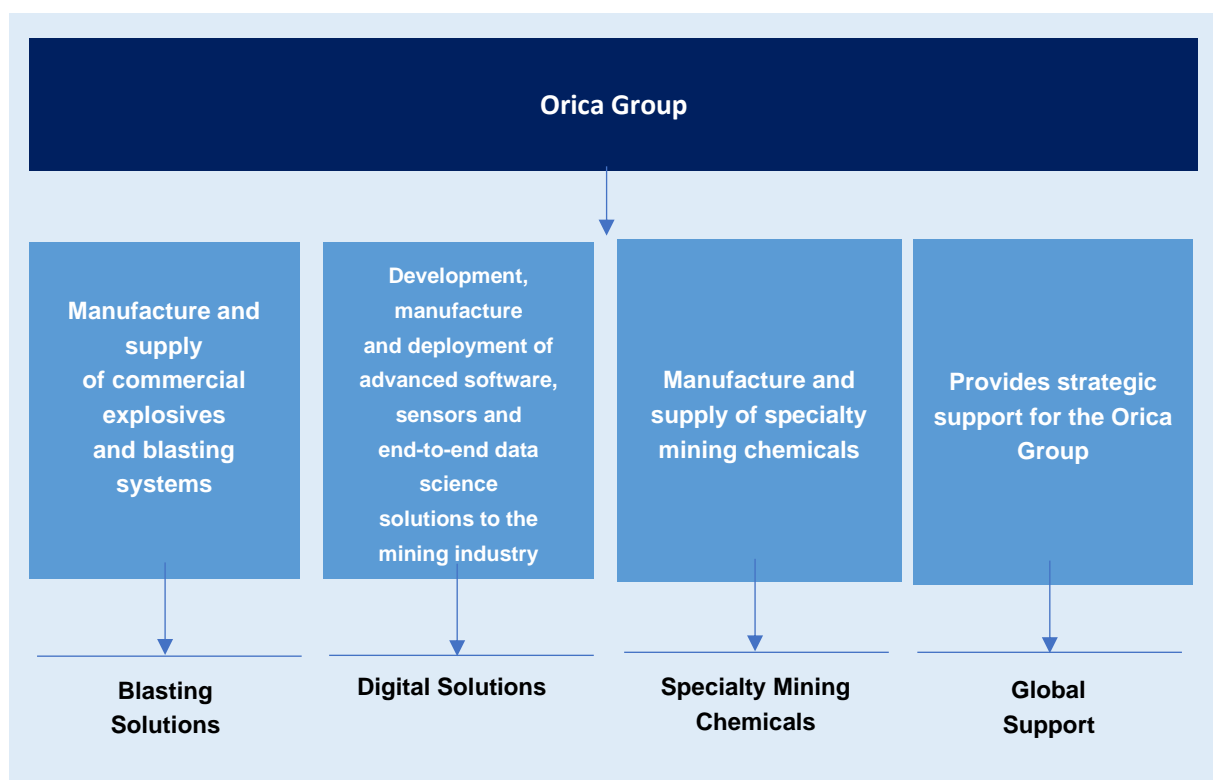 Orica Group
Manufacture and
supply
of commercial
explosives
and blasting
systems
Development,
manufacture
and deployment of
advanced software,
sensors and
end-to-end data
science
solutions to the
mining industry
Manufacture and
supply of specialty
mining chemicals
Provides strategic
support for the Orica
Group
Blasting
Solutions
Digital Solutions
Specialty Mining
Chemicals
Global
Support